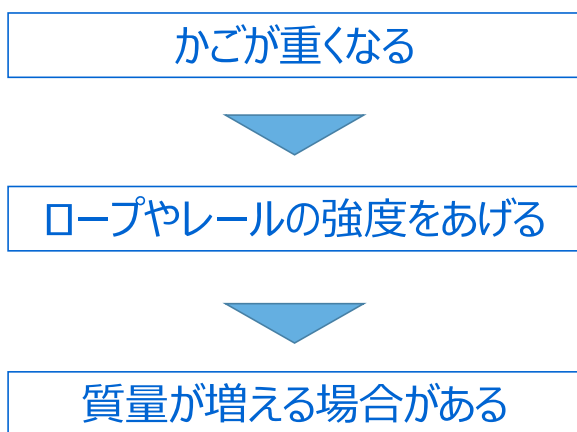 かごが重くなる
ロープやレールの強度をあげる
質量が増える場合がある